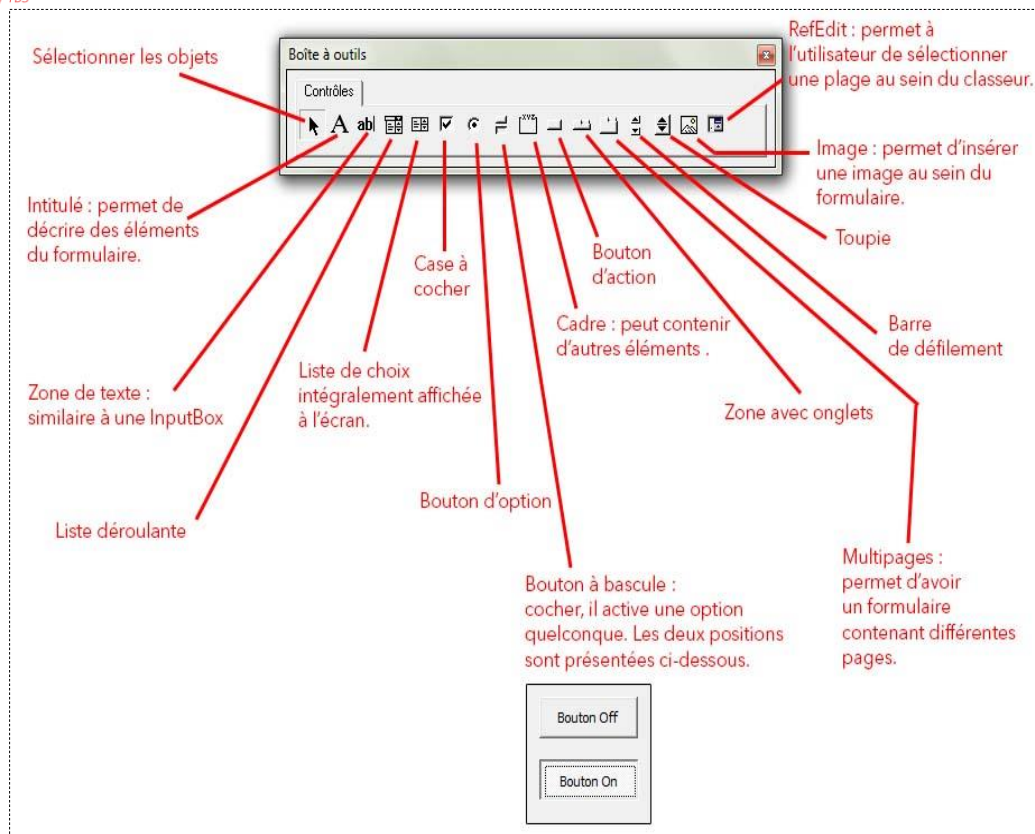 Sélectionner les objets
Boîte à outils
Contrôles
A
ab|
XYZ
RefEdit : permet à
l'utilisateur de sélectionner
une plage au sein du classeur.
Image : permet d'insérer
une image au sein du
formulaire.
Toupie
Intitulé : permet de
décrire des éléments
du formulaire.
Case à
cocher
Bouton
d'action
Cadre : peut contenir
d'autres éléments .
Barre
de défilement
Zone de texte :
similaire à une InputBox
Liste de choix
intégralement affichée
à l'écran.
Zone avec onglets
Liste déroulante
Bouton d'option
Bouton à bascule :
cocher, il active une option
quelconque. Les deux positions
sont présentées ci-dessous.
Multipages :
permet d'avoir
un formulaire
contenant différentes
pages.
Bouton Off
Bouton On